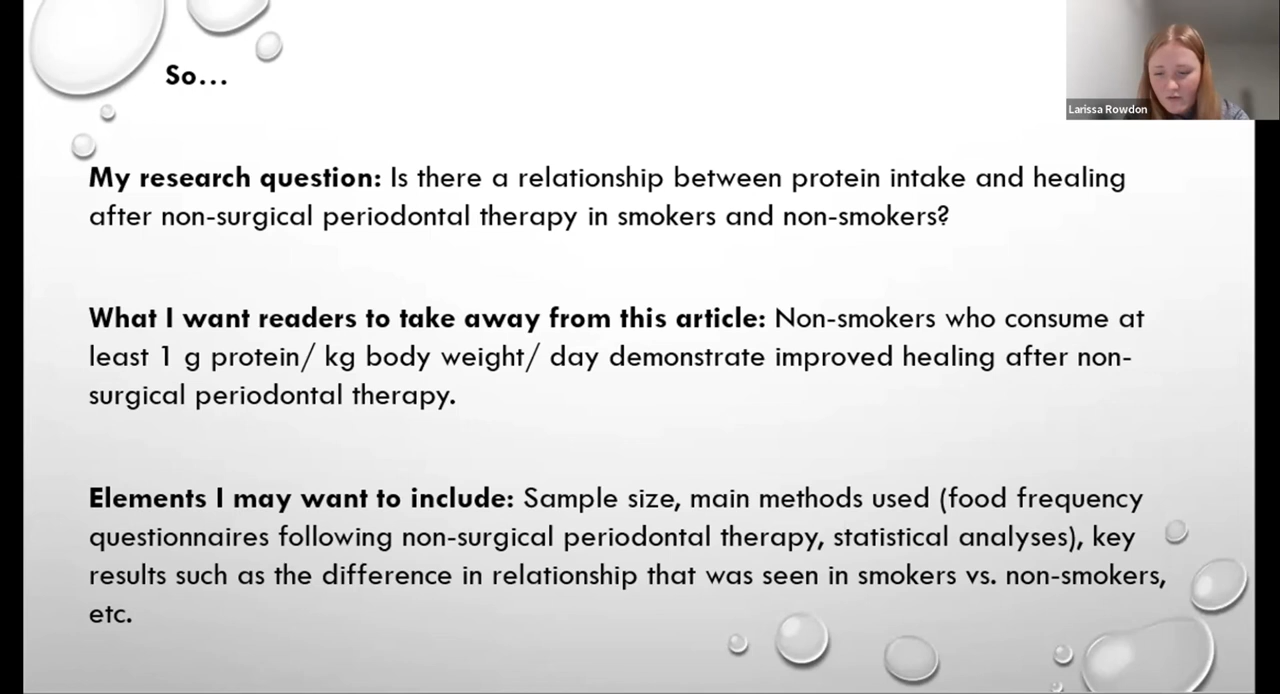 So...
Larissa Rowdon
My research question: Is there a relationship between protein intake and healing
after non-surgical periodontal therapy in smokers and non-smokers?
What I want readers to take away from this article: Non-smokers who consume at
least 1 g protein/ kg body weight/ day demonstrate improved healing after non-
surgical periodontal therapy.
Elements I may want to include: Sample size, main methods used (food frequency
questionnaires following non-surgical periodontal therapy, statistical analyses), key
results such as the difference in relationship that was seen in smokers vs. non-smokers,
etc.